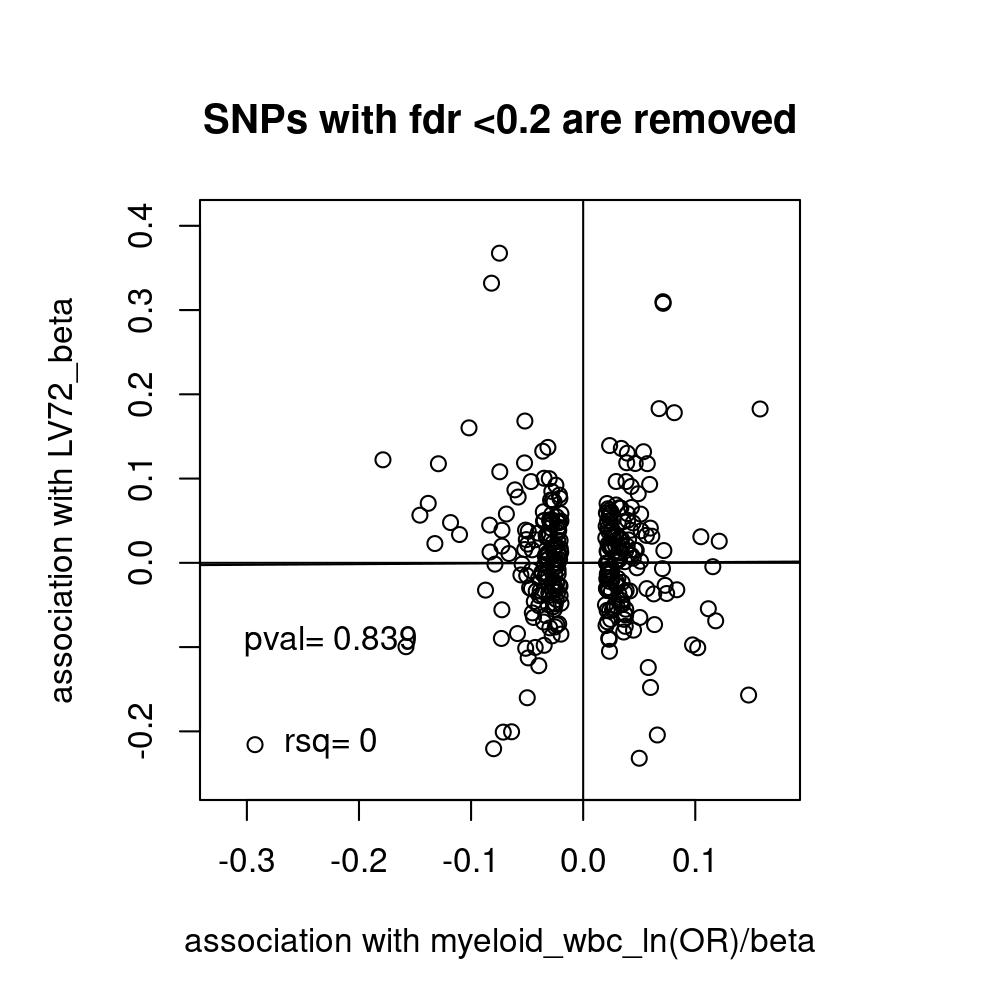 SNPs with fdr <0.2 are removed
association with LV72_beta
0.4
0.3
0.2
0.1
0.0
-0.2
pval= 0.839
rsq= 0
-0.3 -0.2 -0.1 0.0 0.1
association with myeloid_wbc_ln(OR)/beta